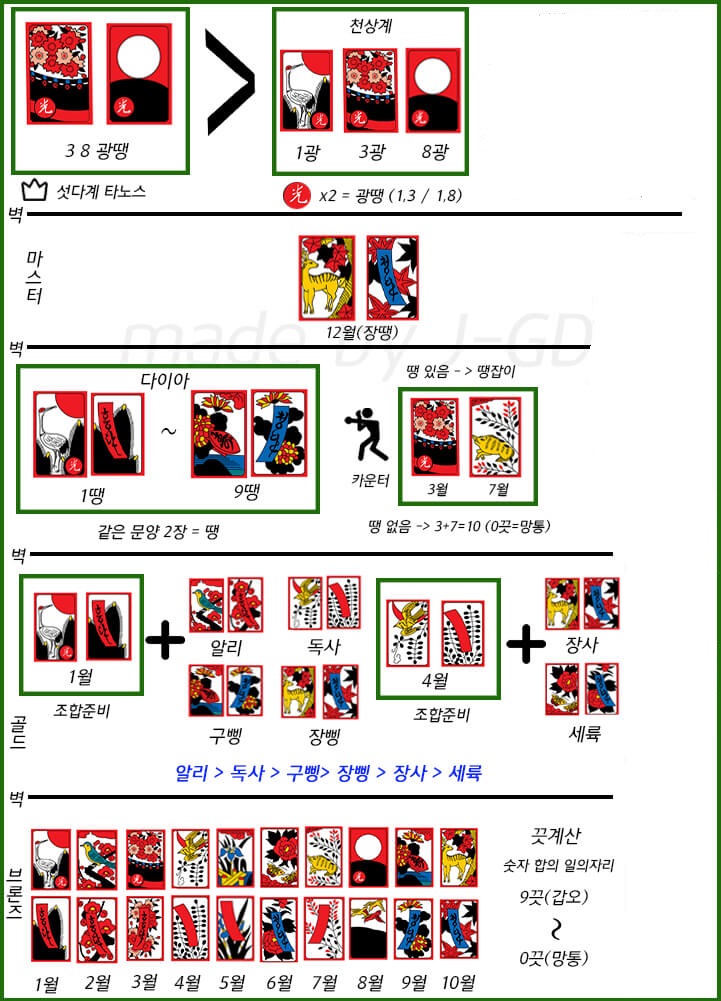 천상계
3 8 광땡
1광 3광 8광
섯다계 타노스
光 x2 = 광땡 (1,3 / 1,8)
벽
마스터
12월(장땡)
made by J-GD
벽
다이아
땡 있음 - > 땡잡이
1땡 ~ 9땡
카운터
3월 7월
같은 문양 2장 = 땡
땡 없음 -> 3+7=10 (0끗=망통)
벽
알리 독사 장사
1월 4월
조합준비 조합준비
구삥 장삥 세륙
골드
알리 > 독사 > 구삥> 장삥 > 장사 > 세륙
벽
브론즈
끗계산
숫자 합의 일의자리
9끗(갑오)
~
0끗(망통)
1월 2월 3월 4월 5월 6월 7월 8월 9월 10월